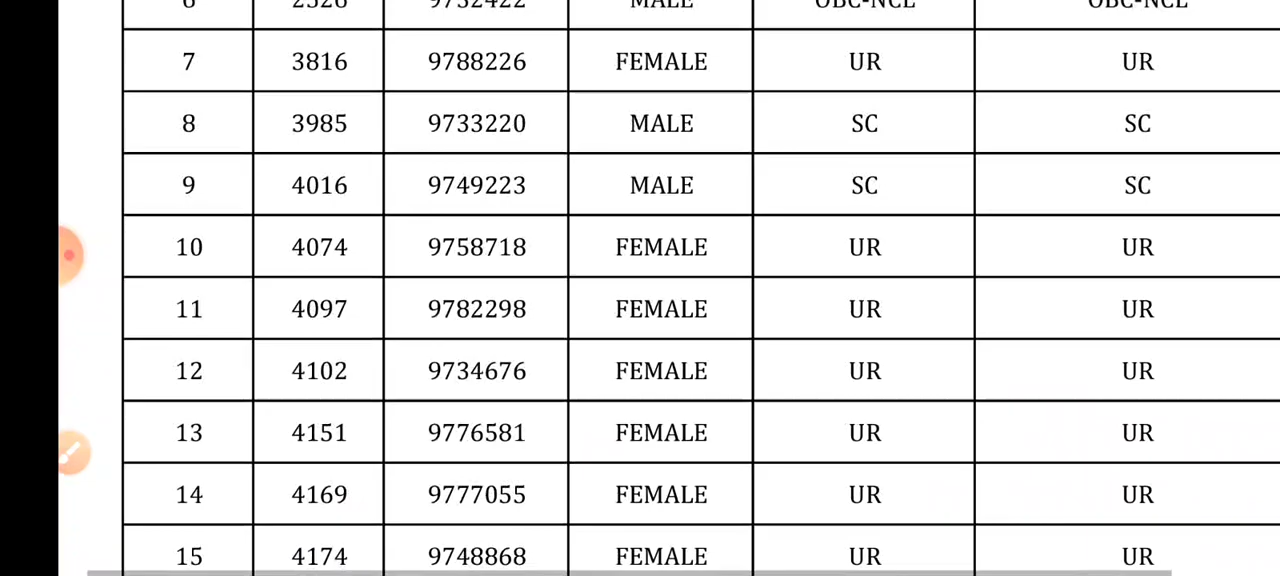 6 2326 9732422 MALE OBC-NCL OBC-NCL
7 3816 9788226 FEMALE UR UR
8 3985 9733220 MALE SC SC
9 4016 9749223 MALE SC SC
10 4074 9758718 FEMALE UR UR
11 4097 9782298 FEMALE UR UR
12 4102 9734676 FEMALE UR UR
13 4151 9776581 FEMALE UR UR
14 4169 9777055 FEMALE UR UR
15 4174 9748868 FEMALE UR UR